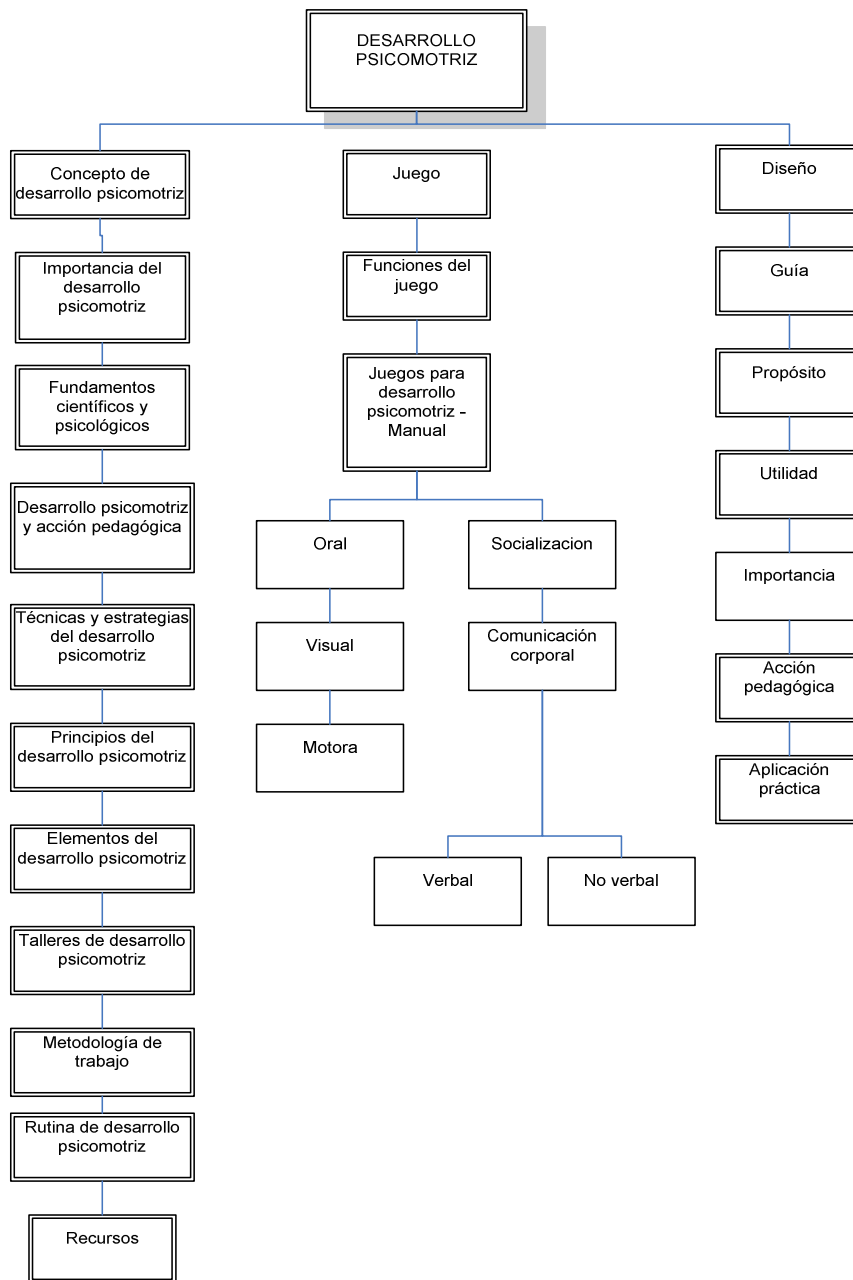 DESARROLLO
PSICOMOTRIZ
Concepto de
desarrollo psicomotriz
Importancia del
desarrollo
psicomotriz
Fundamentos
científicos y
psicológicos
Desarrollo psicomotriz
y acción pedagógica
Técnicas y estrategias
del desarrollo
psicomotriz
Principios del
desarrollo psicomotriz
Elementos del
desarrollo psicomotriz
Talleres de desarrollo
psicomotriz
Metodología de
trabajo
Rutina de desarrollo
psicomotriz
Recursos
Juego
Funciones del
juego
Juegos para
desarrollo
psicomotriz -
Manual
Oral
Visual
Motora
Socializacion
Comunicación
corporal
Verbal
No verbal
Diseño
Guía
Propósito
Utilidad
Importancia
Acción
pedagógica
Aplicación
práctica